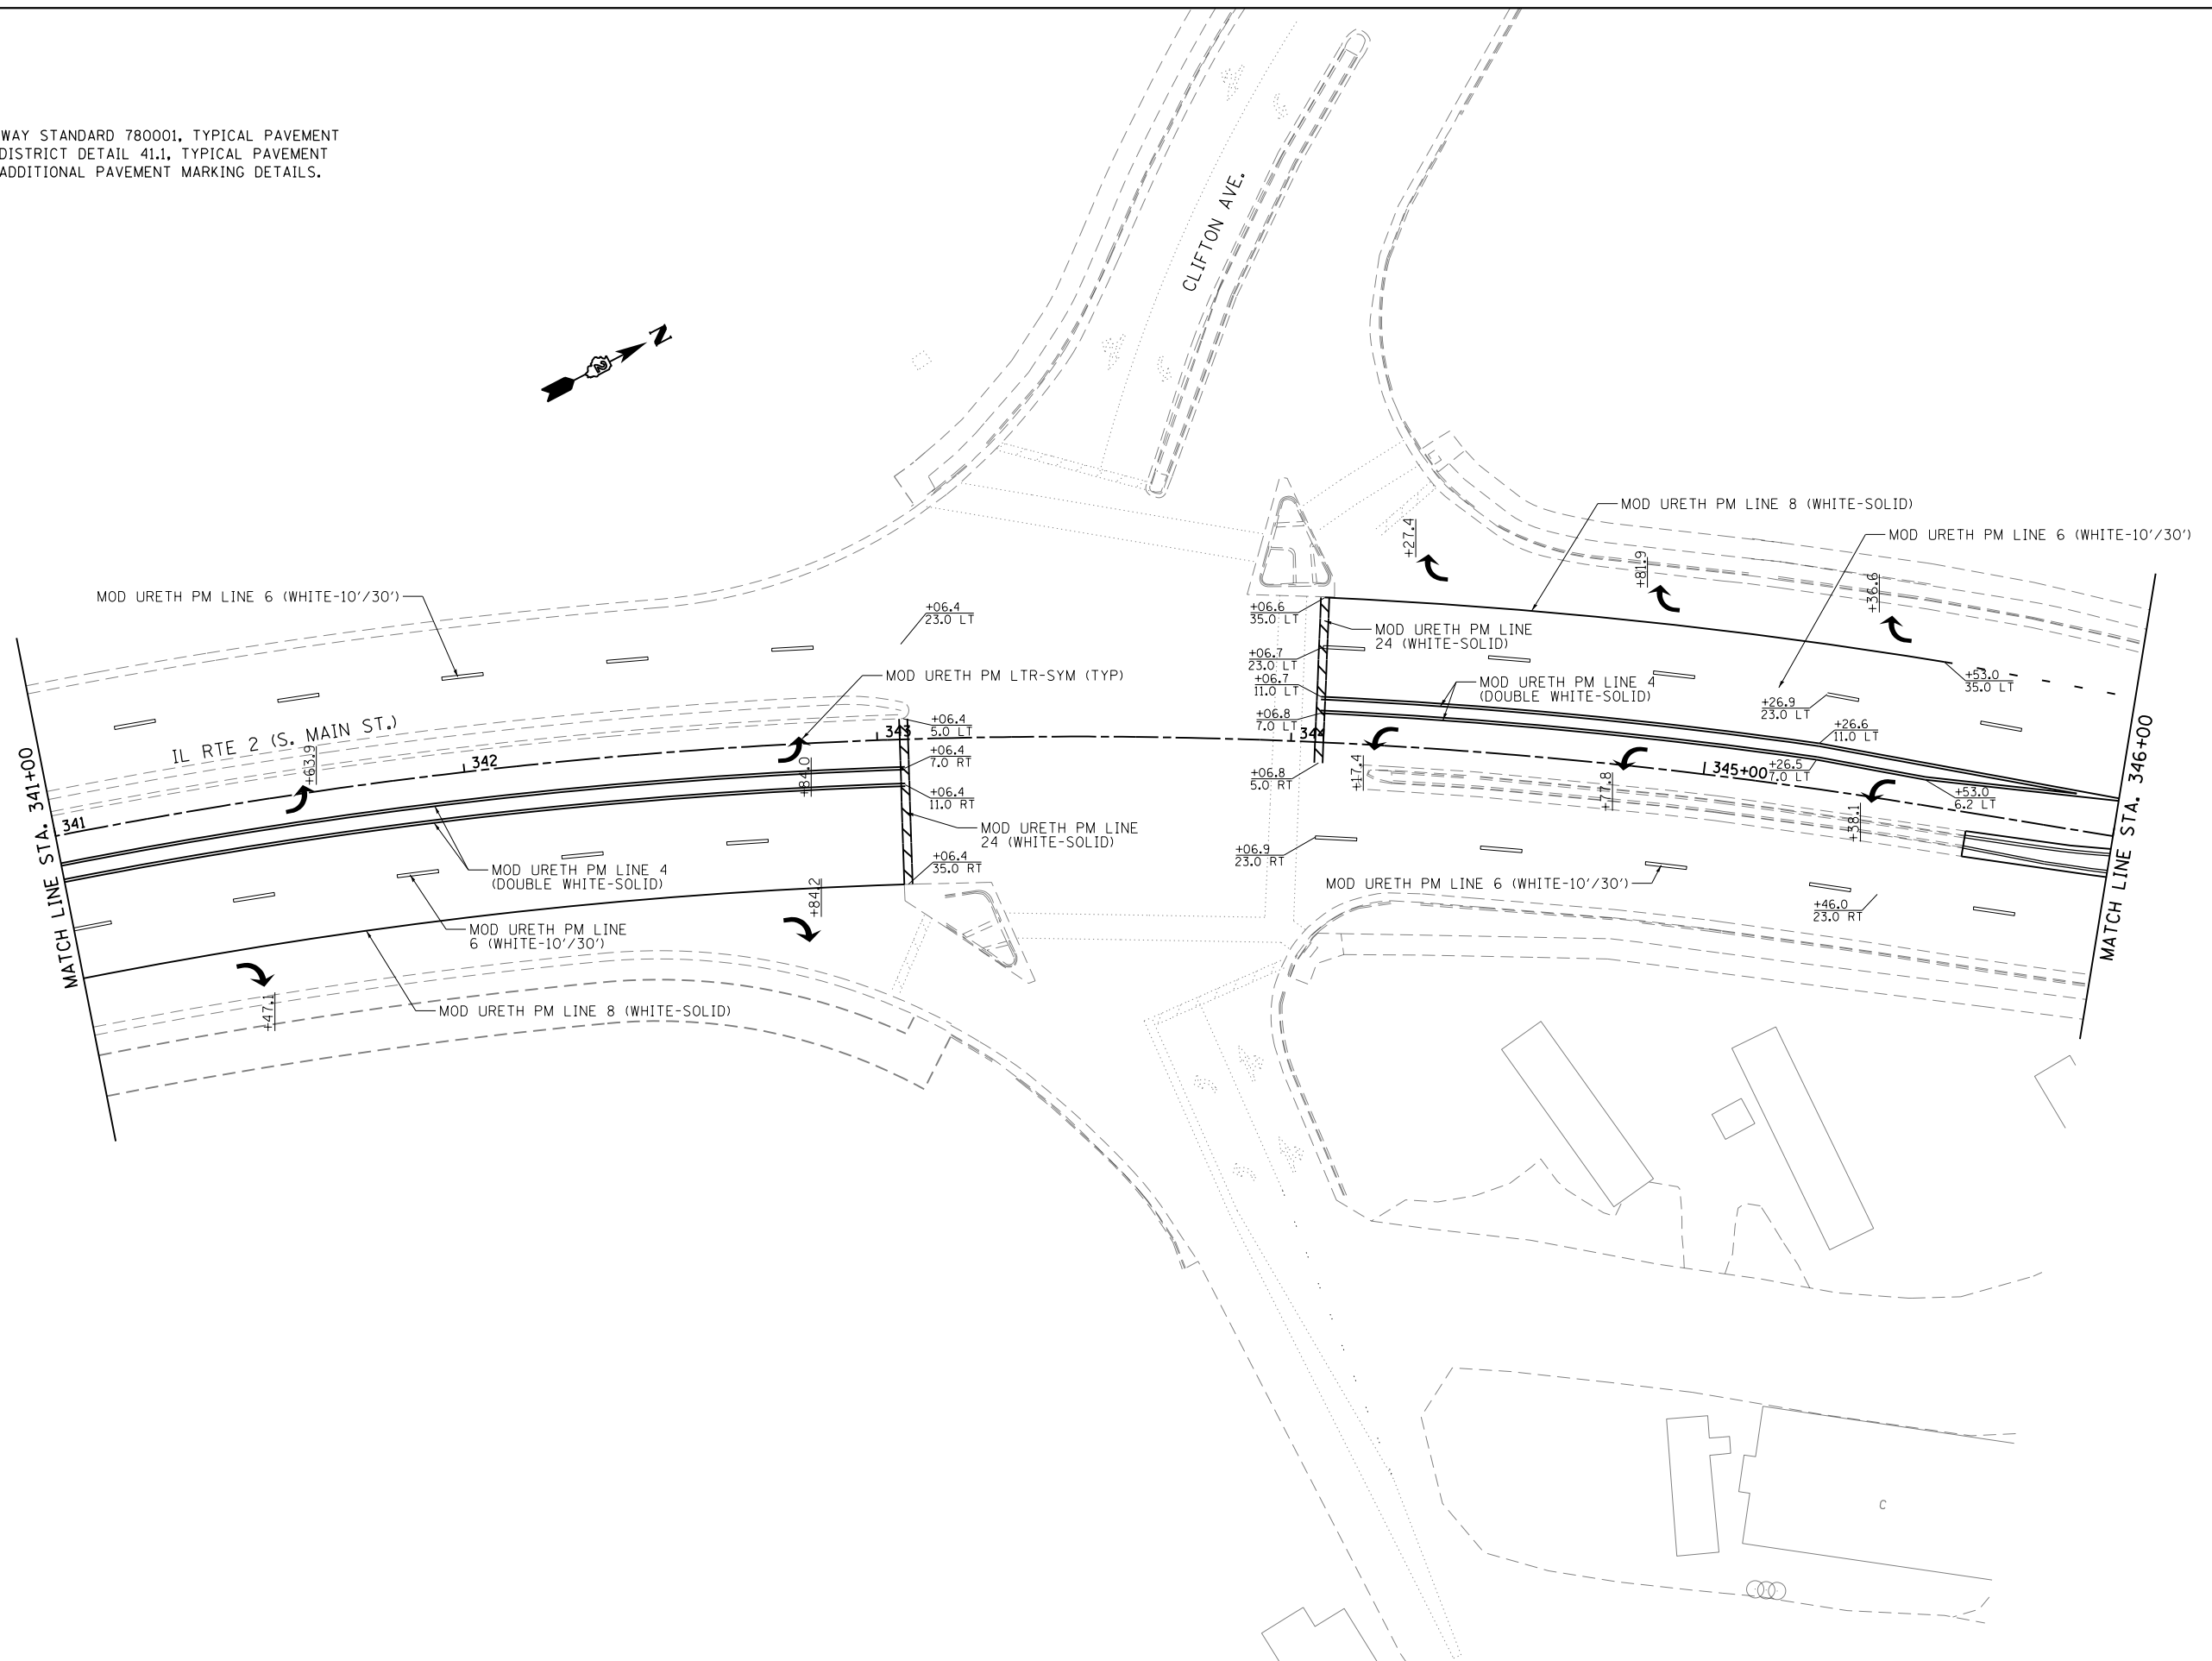 WAY STANDARD 780001, TYPICAL PAVEMENT
DISTRICT DETAIL 41.1, TYPICAL PAVEMENT
ADDITIONAL PAVEMENT MARKING DETAILS.
CLIFTON AVE.
N
2
MOD URETH PM LINE 8 (WHITE-SOLID)
MOD URETH PM LINE 6 (WHITE-10'/30')
+27.4
+81.9
+36.6
MOD URETH PM LINE 6 (WHITE-10'/30')
+06.4
23.0 LT
+06.6
35.0 LT
MOD URETH PM LINE
24 (WHITE-SOLID)
+06.7
23.0 LT
+06.7
11.0 LT
MOD URETH PM LINE 4
(DOUBLE WHITE-SOLID)
MOD URETH PM LTR-SYM (TYP)
+53.0
35.0 LT
+26.9
23.0 LT
+26.6
11.0 LT
+06.8
7.0 LT
+06.4
5.0 LT
IL RTE 2 (S. MAIN ST.)
343
344
+06.4
7.0 RT
342
+63.9
+84.0
+06.8
5.0 RT
+17.4
+77.8
345+00
+26.5
7.0 LT
+53.0
6.2 LT
+38.1
MATCH LINE STA. 341+00
341
MATCH LINE STA. 346+00
+06.4
11.0 RT
MOD URETH PM LINE
24 (WHITE-SOLID)
+06.4
35.0 RT
+06.9
23.0 RT
MOD URETH PM LINE 4
(DOUBLE WHITE-SOLID)
MOD URETH PM LINE 6 (WHITE-10'/30')
+46.0
23.0 RT
+84.2
MOD URETH PM LINE
6 (WHITE-10'/30')
+47.1
MOD URETH PM LINE 8 (WHITE-SOLID)
C